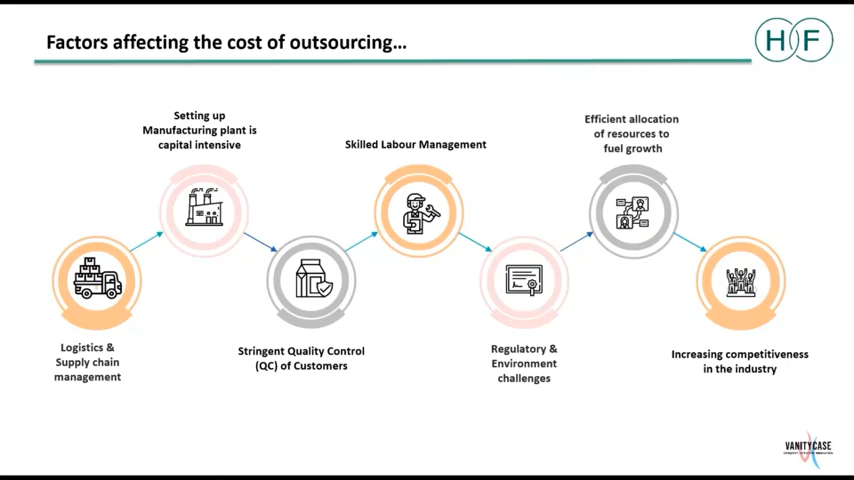 Factors affecting the cost of outsourcing...
H F
Setting up
Manufacturing plant is
capital intensive
Skilled Labour Management
Efficient allocation
of resources to
fuel growth
Logistics &
Supply chain
management
Stringent Quality Control
(QC) of Customers
Regulatory &
Environment
challenges
Increasing competitiveness
in the industry
VANITYCASE